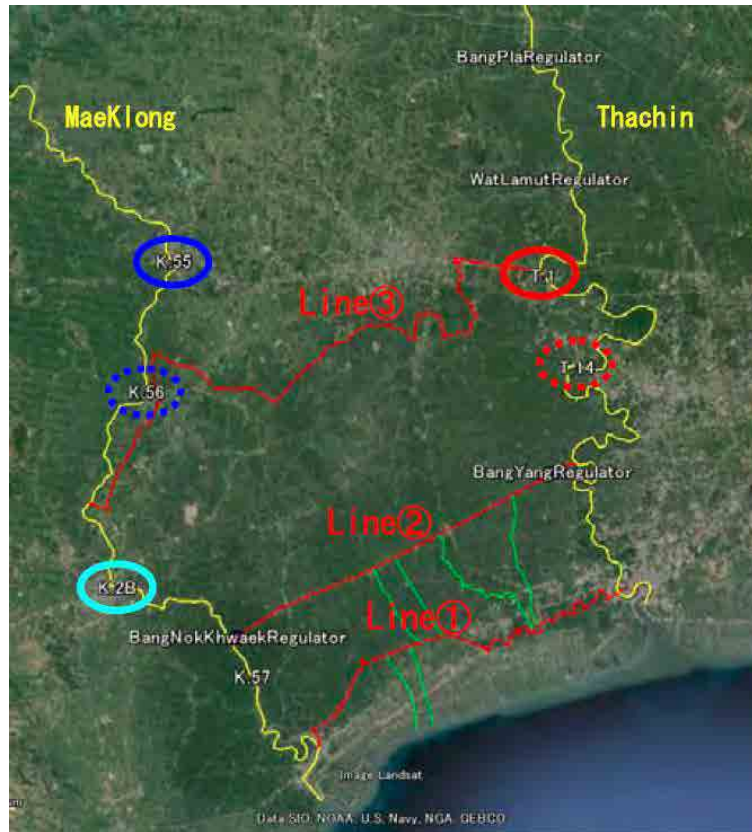 BangPlaRegulator
MaeKlong
Thachin
WatLamutRegulator
K.55
T.1
Line③
T.14
K.56
BangYangRegulator
Line②
K.2B
Line①
BangNokKhwaekRegulator
K.57
Image Landsat
Data SIO, NOAA, U.S. Navy, NGA, GEBCO